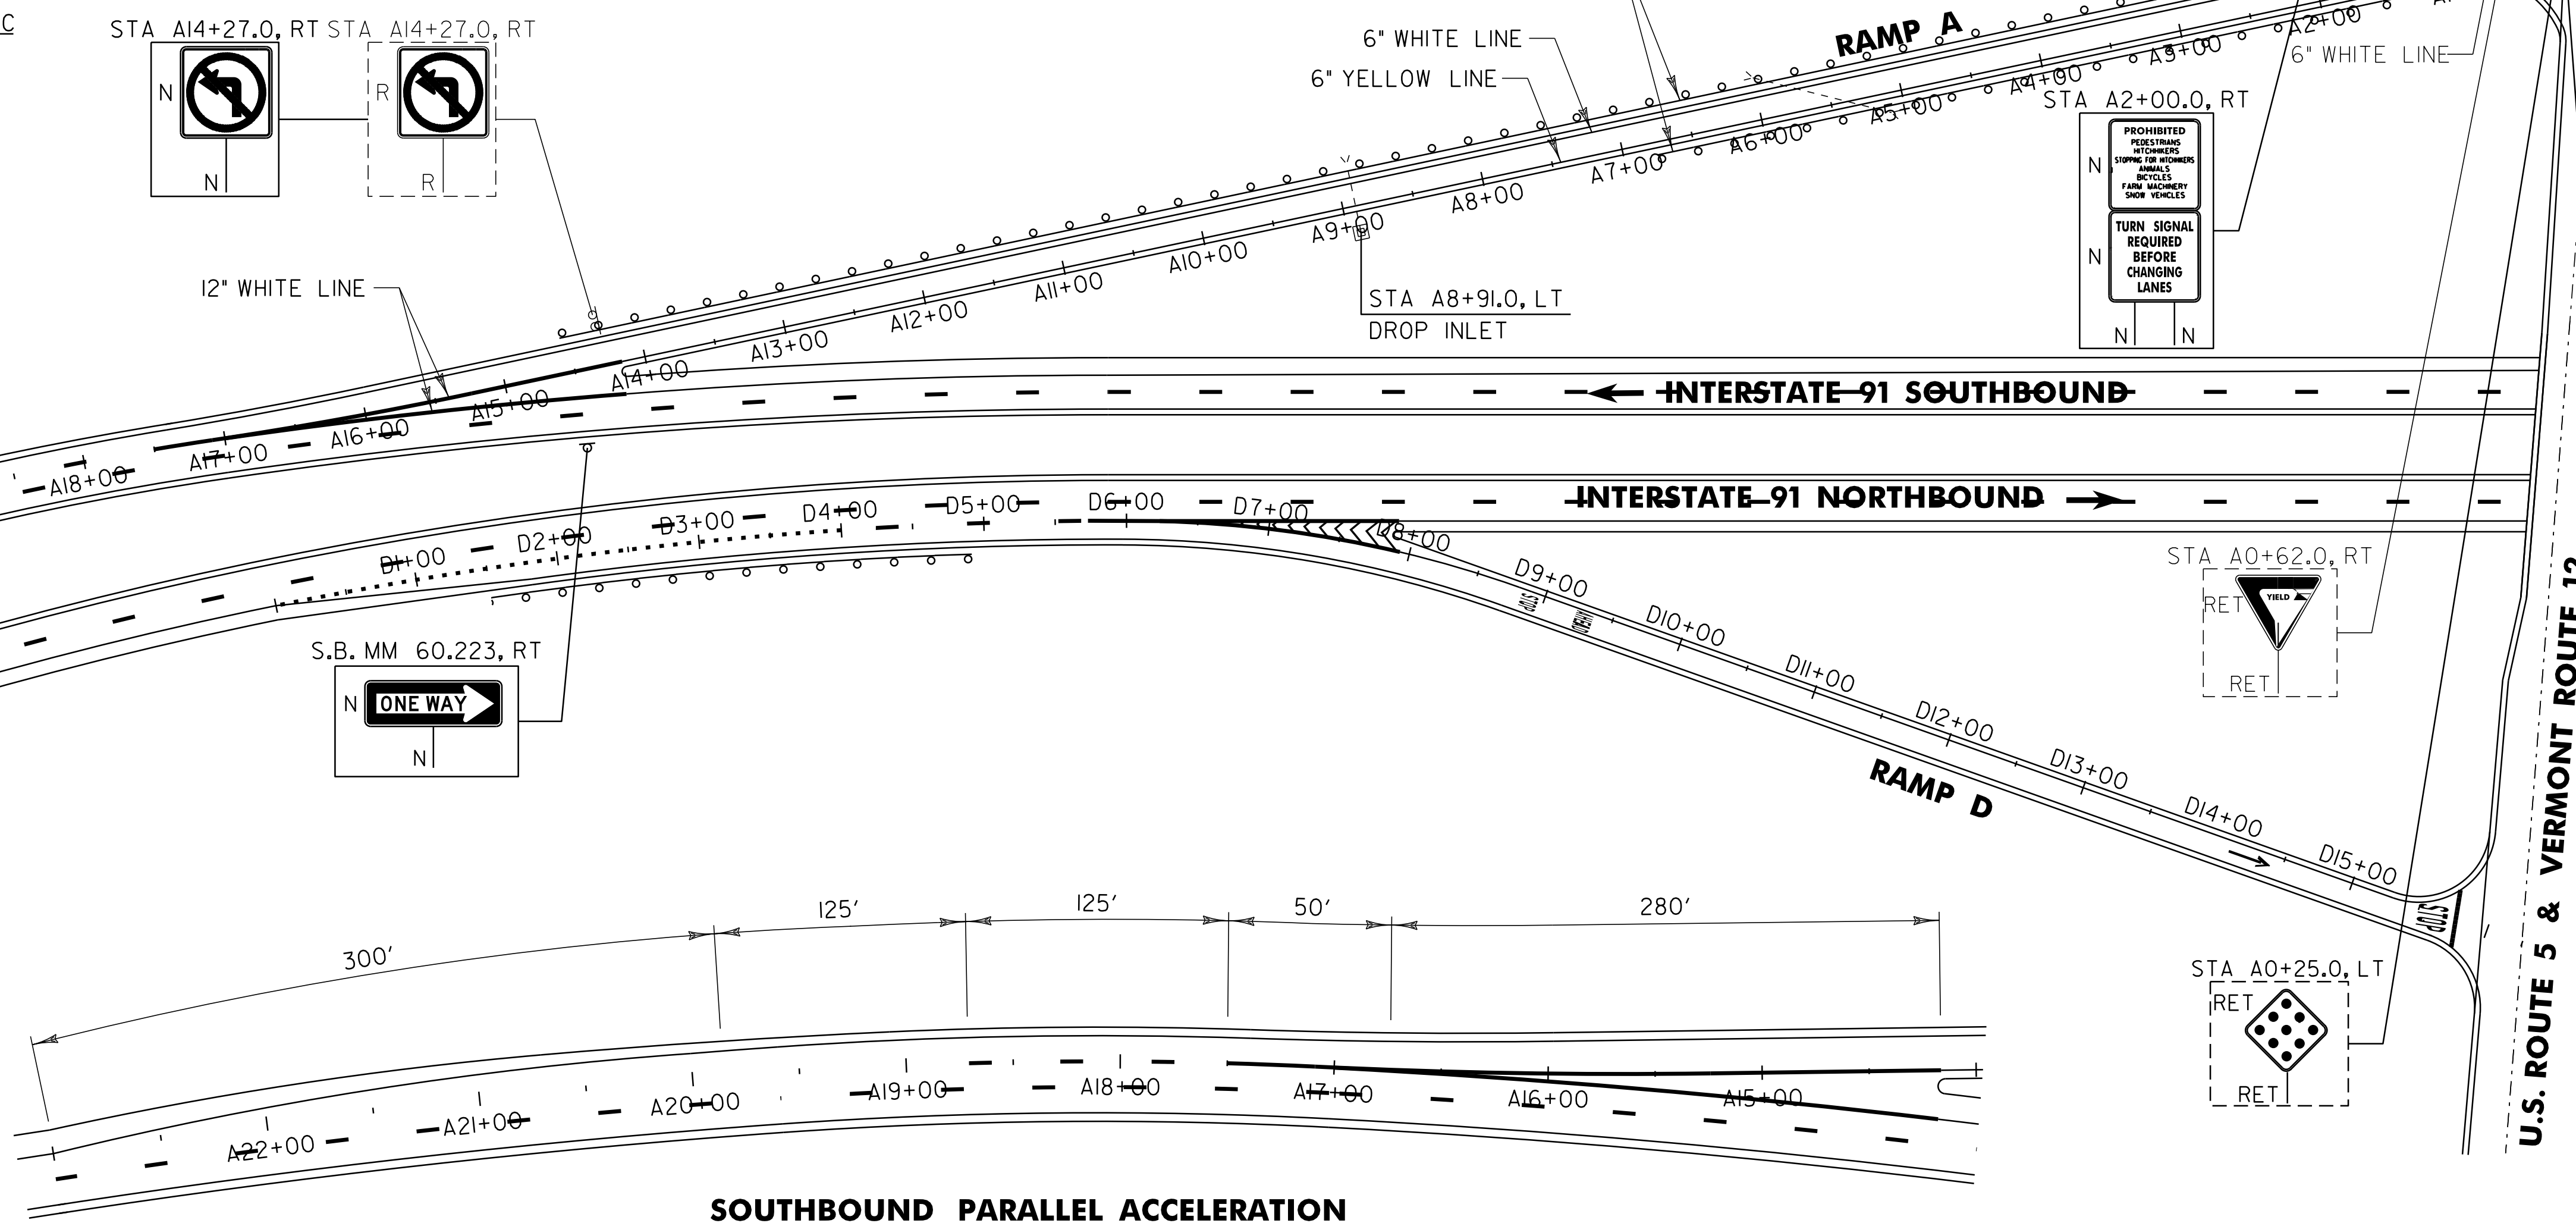 C
STA A14+27.0, RT
STA A14+27.0, RT
N
N
R
R
6" WHITE LINE
6" YELLOW LINE
RAMP A
6" WHITE LINE
A2+00
A3+00
A4+00
A5+00
A6+00
A7+00
A8+00
A9+00
A10+00
A11+00
A12+00
A13+00
A14+00
A15+00
A16+00
A17+00
A18+00
STA A2+00.0, RT
N
PROHIBITED
PEDESTRIANS
HITCHHIKERS
STOPPING FOR HITCHHIKERS
ANIMALS
BICYCLES
FARM MACHINERY
SNOW VEHICLES
N
TURN SIGNAL
REQUIRED
BEFORE
CHANGING
LANES
N
N
12" WHITE LINE
STA A8+91.0, LT
DROP INLET
INTERSTATE 91 SOUTHBOUND
INTERSTATE 91 NORTHBOUND
D1+00
D2+00
D3+00
D4+00
D5+00
D6+00
D7+00
D8+00
D9+00
D10+00
D11+00
D12+00
D13+00
D14+00
D15+00
STOP
AHEAD
STOP
RAMP D
S.B. MM 60.223, RT
N
ONE WAY
N
STA A0+62.0, RT
RET
YIELD
RET
STA A0+25.0, LT
RET
RET
U.S. ROUTE 5 & VERMONT ROUTE 12
300'
125'
125'
50'
280'
A22+00
A21+00
A20+00
A19+00
A18+00
A17+00
A16+00
A15+00
SOUTHBOUND PARALLEL ACCELERATION